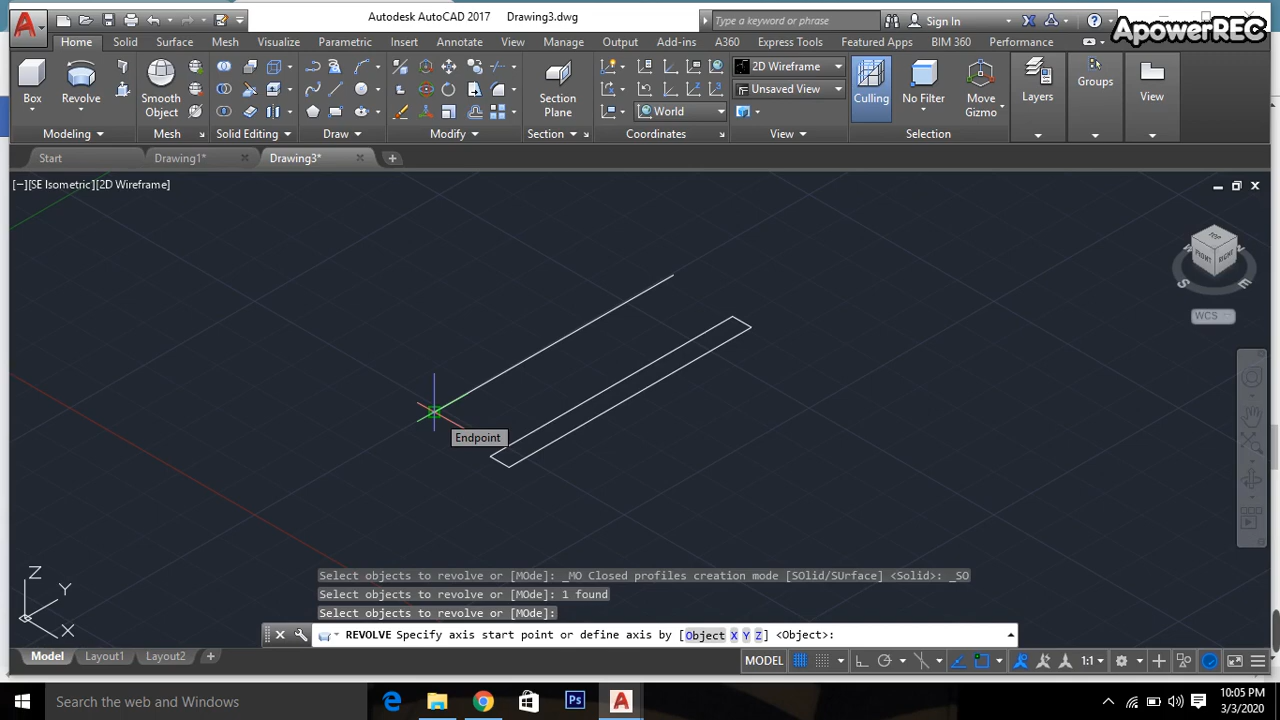 Autodesk AutoCAD 2017 Drawing3.dwg
Type a keyword or phrase
Sign In
ApowerREC
Home Solid Surface Mesh Visualize Parametric Insert Annotate View Manage Output Add-ins A360 Express Tools Featured Apps BIM 360 Performance
2D Wireframe
Unsaved View
World
Box Revolve Smooth Object Section Plane Culling No Filter Move Gizmo Layers Groups View
Modeling Mesh Solid Editing Draw Modify Section Coordinates View Selection
Start Drawing1* Drawing3*
[−][SE Isometric][2D Wireframe]
TOP
FRONT RIGHT
W N
S E
WCS
Endpoint
Z
Y
X
Select objects to revolve or [MOde]: _MO Closed profiles creation mode [SOlid/SUrface] <Solid>: _SO
Select objects to revolve or [MOde]: 1 found
Select objects to revolve or [MOde]:
REVOLVE Specify axis start point or define axis by [Object X Y Z] <Object>:
Model Layout1 Layout2
MODEL 1:1
Search the web and Windows
Ps
10:05 PM
3/3/2020